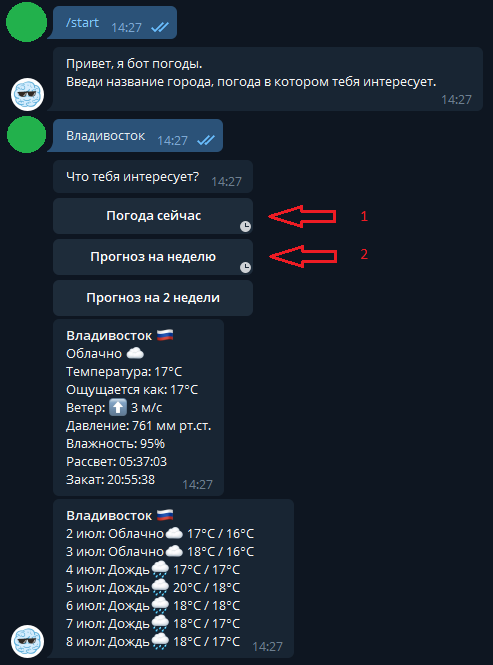 /start 14:27
Привет, я бот погоды.
Введи название города, погода в котором тебя интересует.
14:27
Владивосток 14:27
Что тебя интересует? 14:27
Погода сейчас
1
Прогноз на неделю
2
Прогноз на 2 недели
Владивосток 🇷🇺
Облачно ☁️
Температура: 17°C
Ощущается как: 17°C
Ветер: ⬆️ 3 м/с
Давление: 761 мм рт.ст.
Влажность: 95%
Рассвет: 05:37:03
Закат: 20:55:38 14:27
Владивосток 🇷🇺
2 июл: Облачно☁️ 17°C / 16°C
3 июл: Облачно☁️ 18°C / 16°C
4 июл: Дождь🌧 17°C / 17°C
5 июл: Дождь🌧 20°C / 18°C
6 июл: Дождь🌧 18°C / 18°C
7 июл: Дождь🌧 18°C / 17°C
8 июл: Дождь🌧 18°C / 17°C 14:27